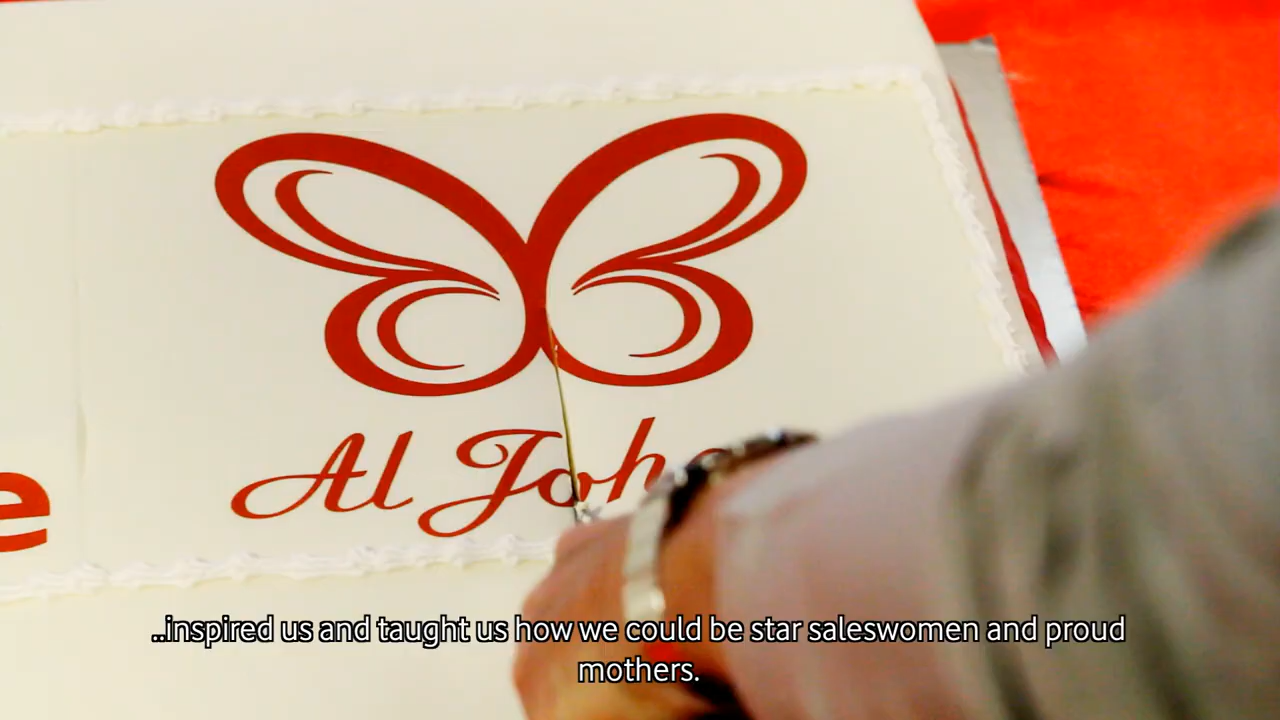 e
Al Joh
..inspired us and taught us how we could be star saleswomen and proud
mothers.